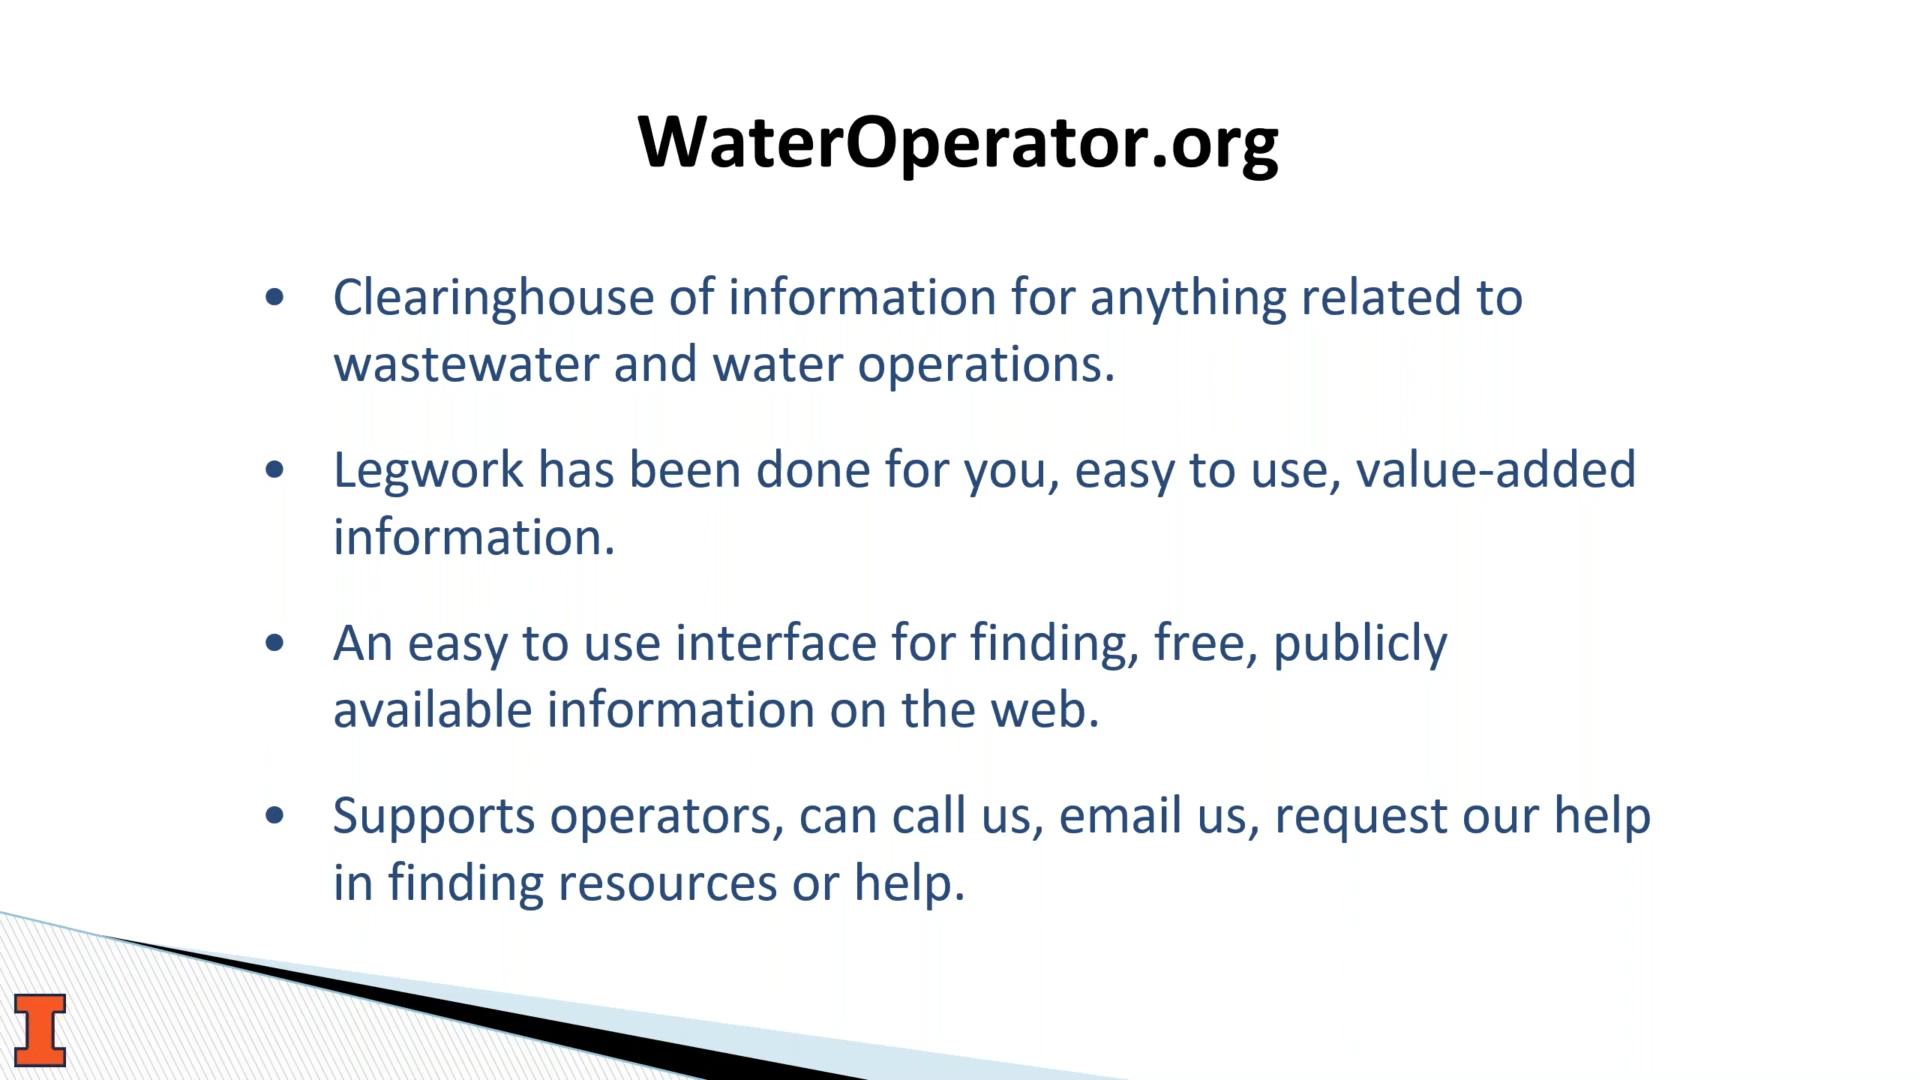 WaterOperator.org
• Clearinghouse of information for anything related to
wastewater and water operations.
• Legwork has been done for you, easy to use, value-added
information.
• An easy to use interface for finding, free, publicly
available information on the web.
• Supports operators, can call us, email us, request our help
in finding resources or help.
I